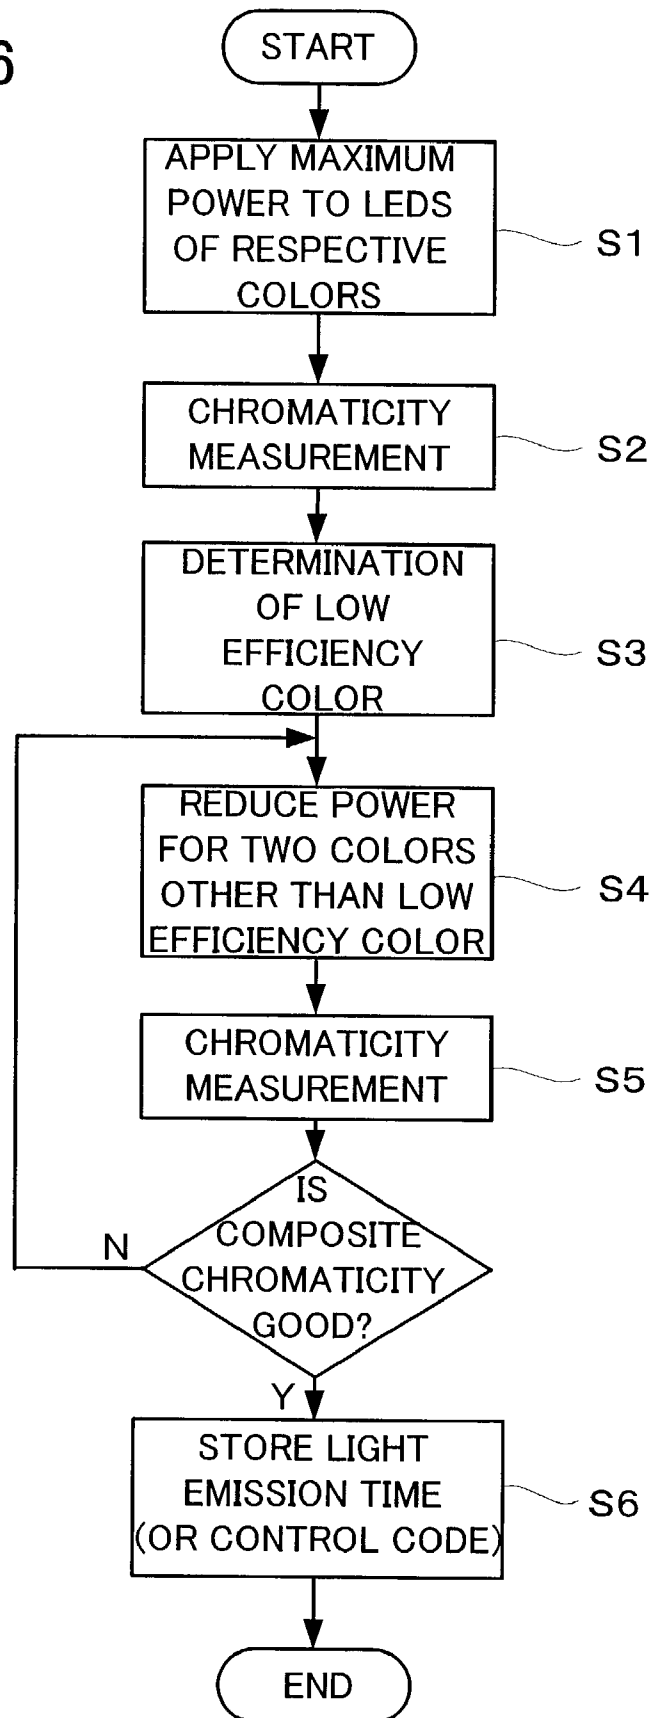 6
START
APPLY MAXIMUM
POWER TO LEDS
OF RESPECTIVE
COLORS
S1
CHROMATICITY
MEASUREMENT
S2
DETERMINATION
OF LOW
EFFICIENCY
COLOR
S3
REDUCE POWER
FOR TWO COLORS
OTHER THAN LOW
EFFICIENCY COLOR
S4
CHROMATICITY
MEASUREMENT
S5
IS
COMPOSITE
CHROMATICITY
GOOD?
N
Y
STORE LIGHT
EMISSION TIME
(OR CONTROL CODE)
S6
END